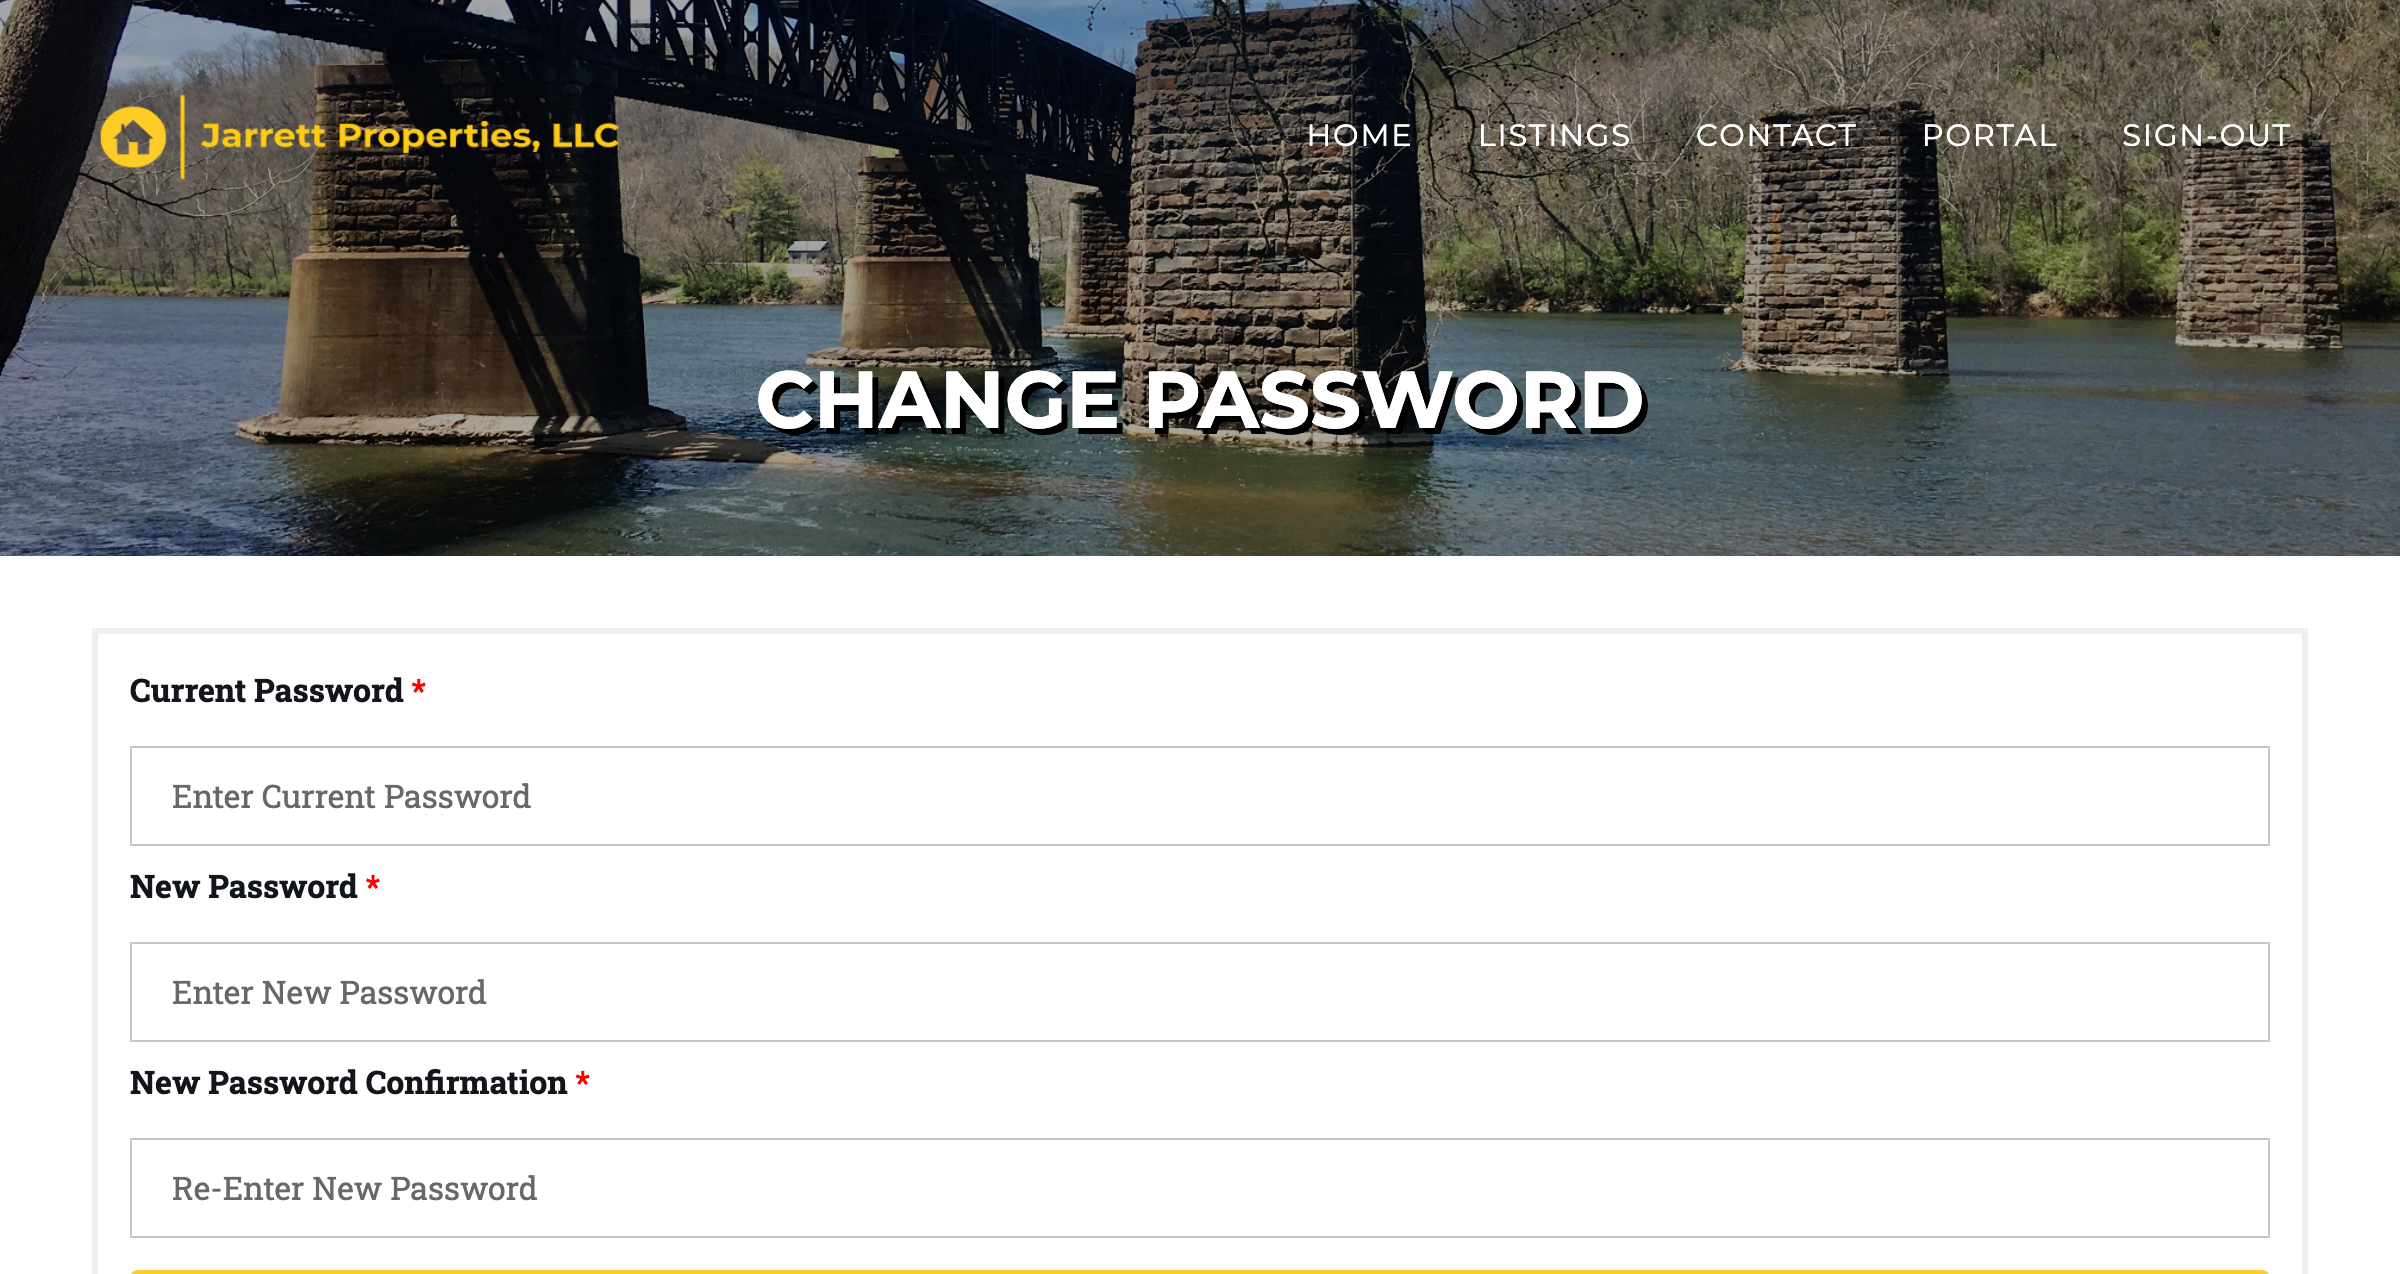 Jarrett Properties, LLC
HOME LISTINGS CONTACT PORTAL SIGN-OUT
CHANGE PASSWORD
Current Password *
Enter Current Password
New Password *
Enter New Password
New Password Confirmation *
Re-Enter New Password